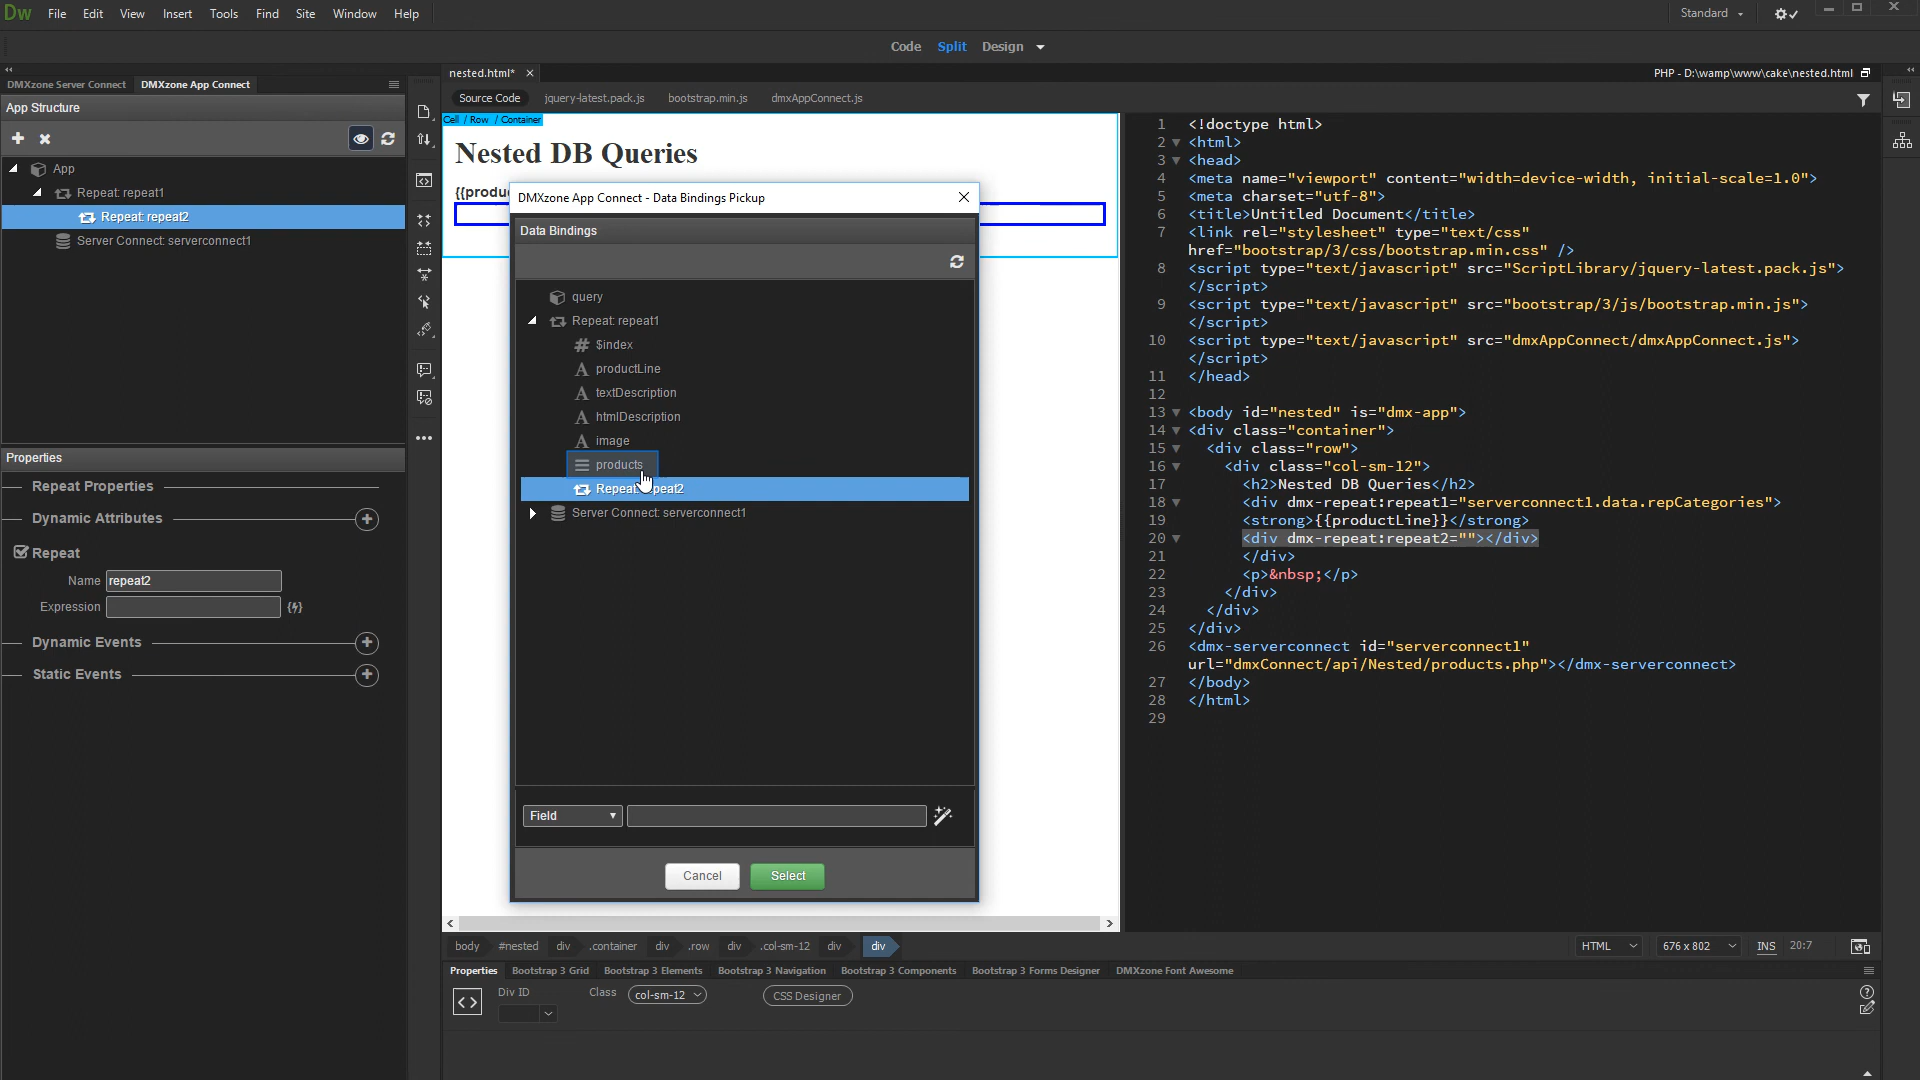 Dw File Edit View Insert Tools Find Site Window Help
Standard
Code Split Design
DMXzone Server Connect DMXzone App Connect
nested.html* ×
PHP - D:\wamp\www\cake\nested.html
App Structure
Source Code jquery-latest.pack.js bootstrap.min.js dmxAppConnect.js
App
Repeat: repeat1
Repeat: repeat2
Server Connect: serverconnect1
Properties
Repeat Properties
Dynamic Attributes
Repeat
Name repeat2
Expression
Dynamic Events
Static Events
Cell / Row / Container
Nested DB Queries
DMXzone App Connect - Data Bindings Pickup
Data Bindings
query
Repeat: repeat1
$index
productLine
textDescription
htmlDescription
image
products
Server Connect: serverconnect1
Field
Cancel Select
1 <!doctype html>
2 <html>
3 <head>
4 <meta name="viewport" content="width=device-width, initial-scale=1.0">
5 <meta charset="utf-8">
6 <title>Untitled Document</title>
7 <link rel="stylesheet" type="text/css"
href="bootstrap/3/css/bootstrap.min.css" />
8 <script type="text/javascript" src="ScriptLibrary/jquery-latest.pack.js">
</script>
9 <script type="text/javascript" src="bootstrap/3/js/bootstrap.min.js">
</script>
10 <script type="text/javascript" src="dmxAppConnect/dmxAppConnect.js">
</script>
11 </head>
12
13 <body id="nested" is="dmx-app">
14 <div class="container">
15 <div class="row">
16 <div class="col-sm-12">
17 <h2>Nested DB Queries</h2>
18 <div dmx-repeat:repeat1="serverconnect1.data.repCategories">
19 <strong>{{productLine}}</strong>
20 <div dmx-repeat:repeat2=""></div>
21 </div>
22 <p>&nbsp;</p>
23 </div>
24 </div>
25 </div>
26 <dmx-serverconnect id="serverconnect1"
url="dmxConnect/api/Nested/products.php"></dmx-serverconnect>
27 </body>
28 </html>
29
body #nested div .container div .row div .col-sm-12 div div
HTML 676 x 802 INS 20:7
Properties Bootstrap 3 Grid Bootstrap 3 Elements Bootstrap 3 Navigation Bootstrap 3 Components Bootstrap 3 Forms Designer DMXzone Font Awesome
Div ID Class col-sm-12 CSS Designer